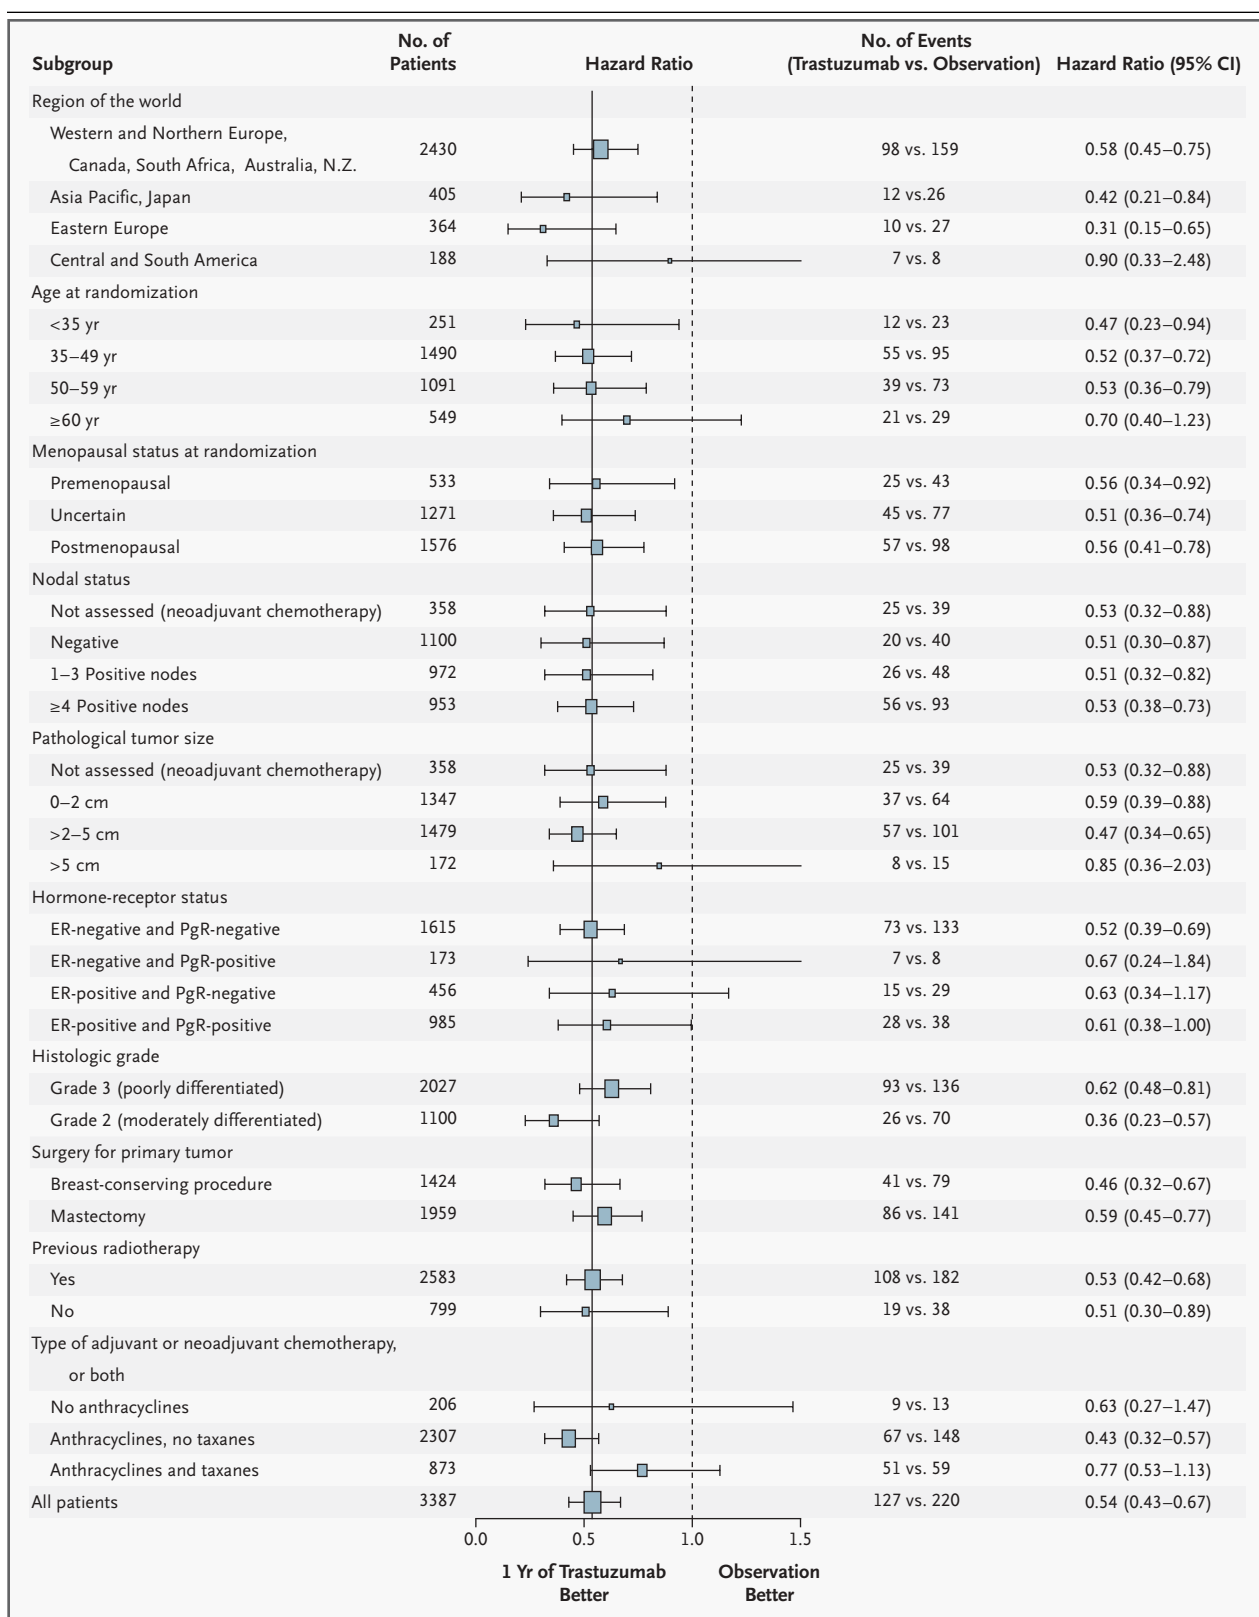 No. of No. of Events
Subgroup Patients Hazard Ratio (Trastuzumab vs. Observation) Hazard Ratio (95% CI)
Region of the world
Western and Northern Europe,
Canada, South Africa, Australia, N.Z. 2430 98 vs. 159 0.58 (0.45–0.75)
Asia Pacific, Japan 405 12 vs.26 0.42 (0.21–0.84)
Eastern Europe 364 10 vs. 27 0.31 (0.15–0.65)
Central and South America 188 7 vs. 8 0.90 (0.33–2.48)
Age at randomization
<35 yr 251 12 vs. 23 0.47 (0.23–0.94)
35–49 yr 1490 55 vs. 95 0.52 (0.37–0.72)
50–59 yr 1091 39 vs. 73 0.53 (0.36–0.79)
≥60 yr 549 21 vs. 29 0.70 (0.40–1.23)
Menopausal status at randomization
Premenopausal 533 25 vs. 43 0.56 (0.34–0.92)
Uncertain 1271 45 vs. 77 0.51 (0.36–0.74)
Postmenopausal 1576 57 vs. 98 0.56 (0.41–0.78)
Nodal status
Not assessed (neoadjuvant chemotherapy) 358 25 vs. 39 0.53 (0.32–0.88)
Negative 1100 20 vs. 40 0.51 (0.30–0.87)
1–3 Positive nodes 972 26 vs. 48 0.51 (0.32–0.82)
≥4 Positive nodes 953 56 vs. 93 0.53 (0.38–0.73)
Pathological tumor size
Not assessed (neoadjuvant chemotherapy) 358 25 vs. 39 0.53 (0.32–0.88)
0–2 cm 1347 37 vs. 64 0.59 (0.39–0.88)
>2–5 cm 1479 57 vs. 101 0.47 (0.34–0.65)
>5 cm 172 8 vs. 15 0.85 (0.36–2.03)
Hormone-receptor status
ER-negative and PgR-negative 1615 73 vs. 133 0.52 (0.39–0.69)
ER-negative and PgR-positive 173 7 vs. 8 0.67 (0.24–1.84)
ER-positive and PgR-negative 456 15 vs. 29 0.63 (0.34–1.17)
ER-positive and PgR-positive 985 28 vs. 38 0.61 (0.38–1.00)
Histologic grade
Grade 3 (poorly differentiated) 2027 93 vs. 136 0.62 (0.48–0.81)
Grade 2 (moderately differentiated) 1100 26 vs. 70 0.36 (0.23–0.57)
Surgery for primary tumor
Breast-conserving procedure 1424 41 vs. 79 0.46 (0.32–0.67)
Mastectomy 1959 86 vs. 141 0.59 (0.45–0.77)
Previous radiotherapy
Yes 2583 108 vs. 182 0.53 (0.42–0.68)
No 799 19 vs. 38 0.51 (0.30–0.89)
Type of adjuvant or neoadjuvant chemotherapy,
or both
No anthracyclines 206 9 vs. 13 0.63 (0.27–1.47)
Anthracyclines, no taxanes 2307 67 vs. 148 0.43 (0.32–0.57)
Anthracyclines and taxanes 873 51 vs. 59 0.77 (0.53–1.13)
All patients 3387 127 vs. 220 0.54 (0.43–0.67)
0.0 0.5 1.0 1.5
1 Yr of Trastuzumab Observation
Better Better